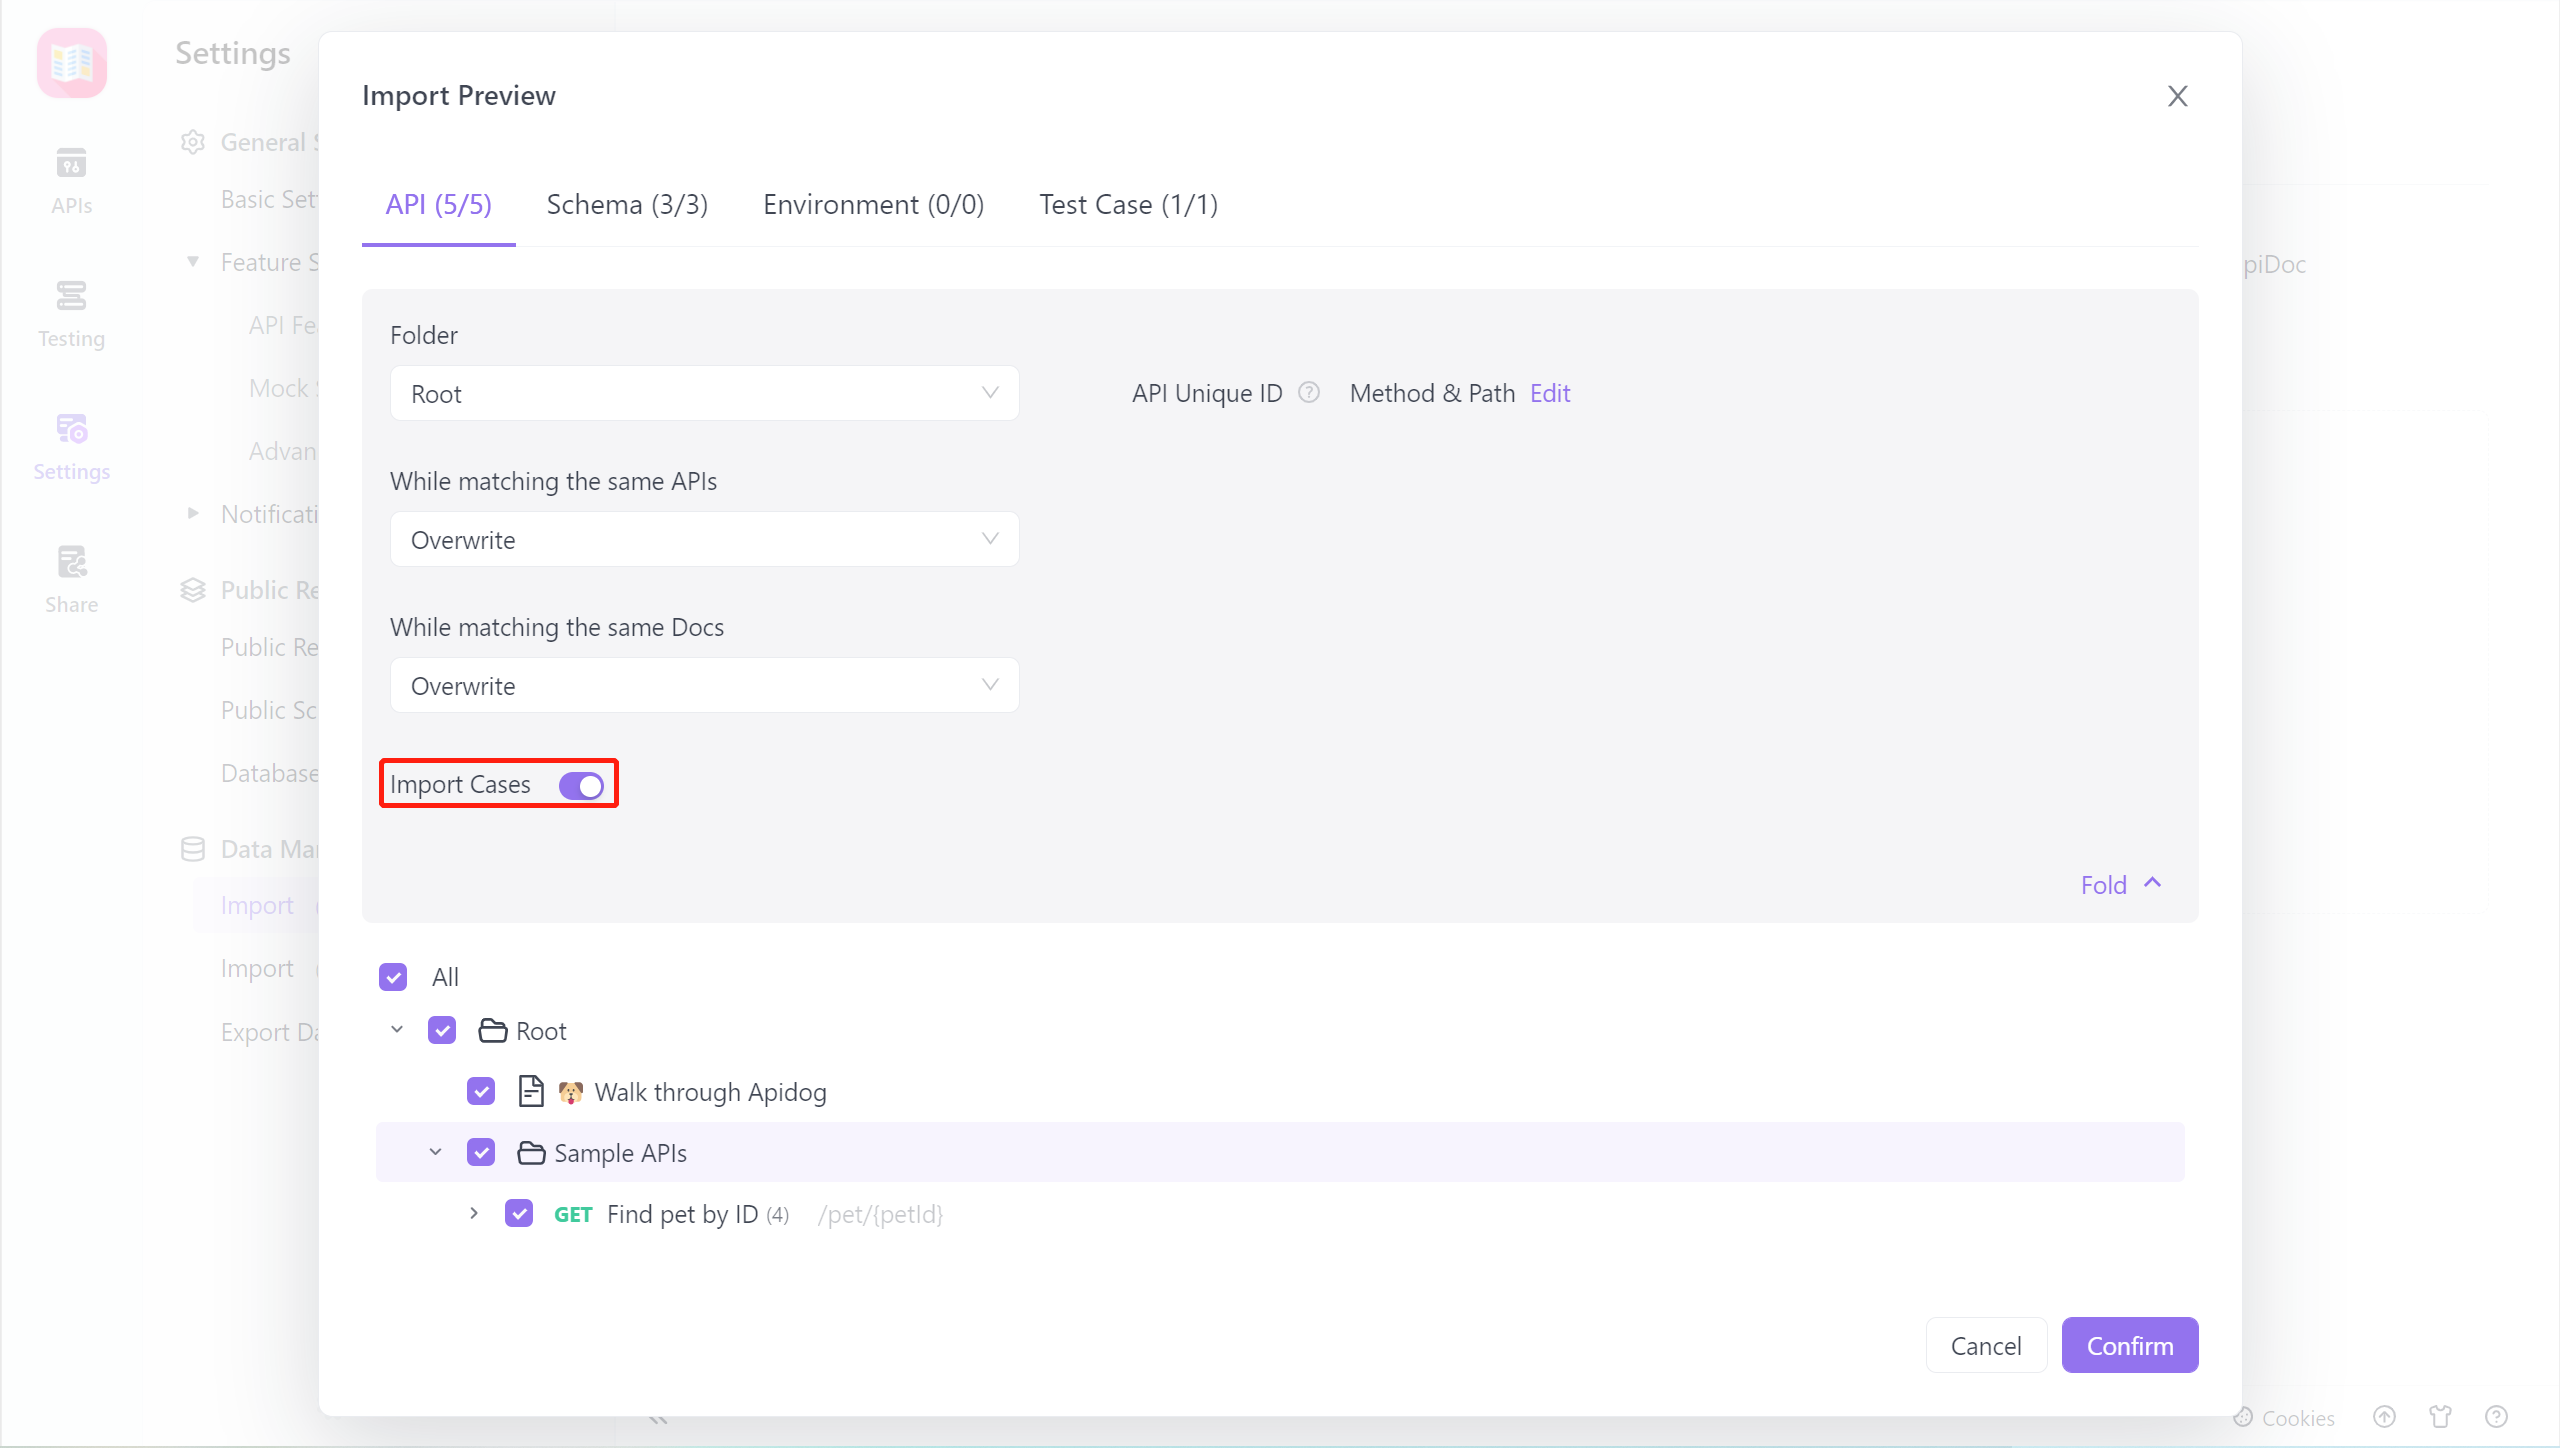 Settings
General
Basic Set
Feature S
API Fe
Mock
Advan
Notificati
Public Re
Public Re
Public Sc
Database
Data Ma
Import
Import
Export Da
APIs
Testing
Settings
Share
Import Preview
API (5/5) Schema (3/3) Environment (0/0) Test Case (1/1)
Folder
Root
API Unique ID ? Method & Path Edit
While matching the same APIs
Overwrite
While matching the same Docs
Overwrite
Import Cases
Fold
All
Root
Walk through Apidog
Sample APIs
GET Find pet by ID (4) /pet/{petId}
Cancel Confirm
piDoc
Cookies